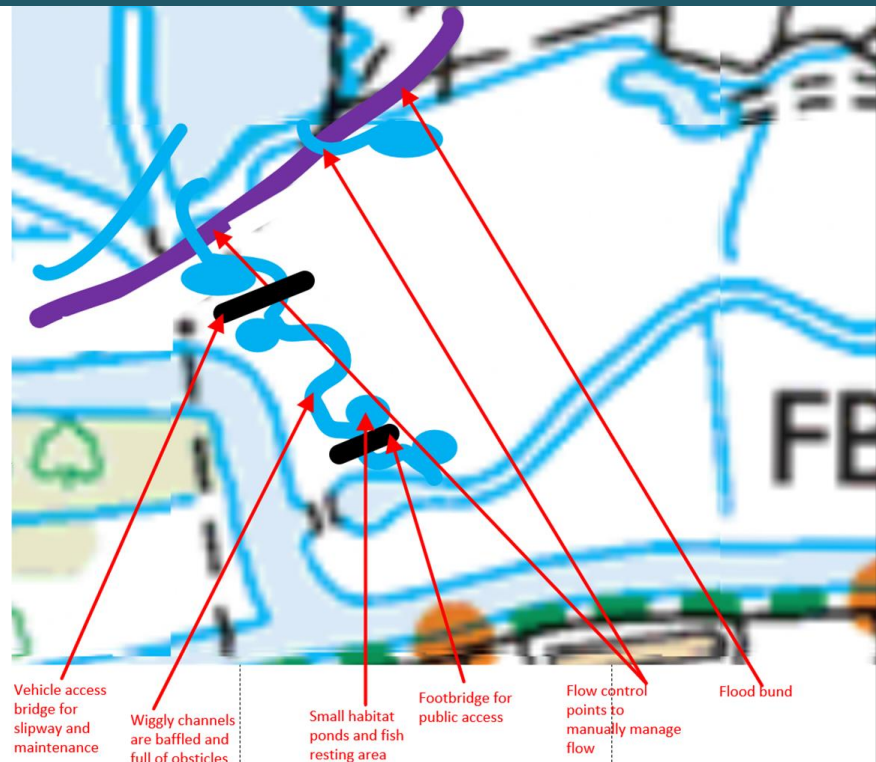 FB
Vehicle access
bridge for
slipway and
maintenance
Wiggly channels
are baffled and
full of obsticles
Small habitat
ponds and fish
resting area
Footbridge for
public access
Flow control
points to
manually manage
flow
Flood bund